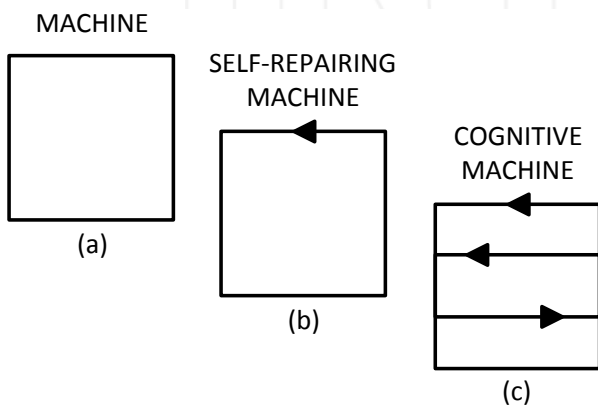 MACHINE
(a)
SELF-REPAIRING
MACHINE
(b)
COGNITIVE
MACHINE
(c)